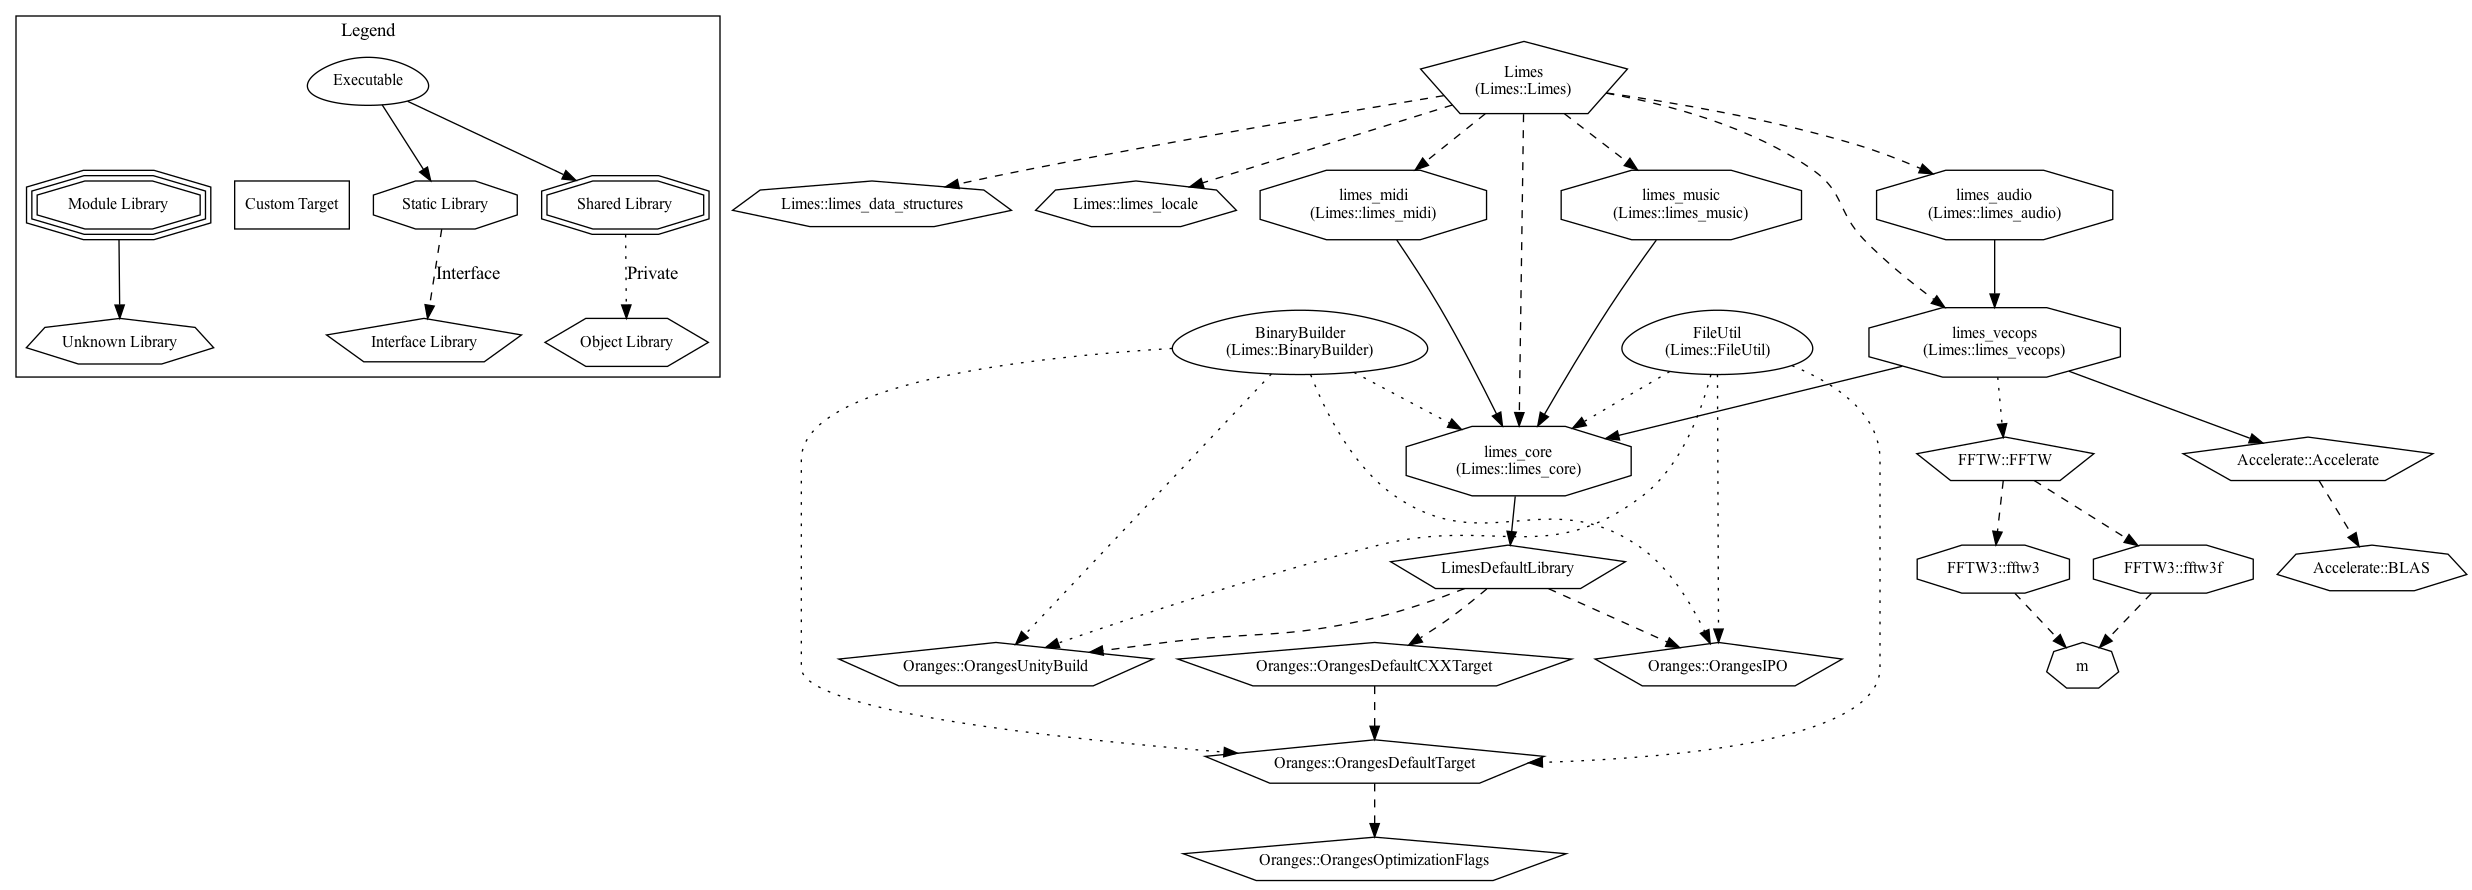 Legend
Executable
Module Library
Custom Target
Static Library
Shared Library
Interface
Private
Unknown Library
Interface Library
Object Library
Limes
(Limes::Limes)
Limes::limes_data_structures
Limes::limes_locale
limes_midi
(Limes::limes_midi)
limes_music
(Limes::limes_music)
limes_audio
(Limes::limes_audio)
BinaryBuilder
(Limes::BinaryBuilder)
FileUtil
(Limes::FileUtil)
limes_vecops
(Limes::limes_vecops)
limes_core
(Limes::limes_core)
FFTW::FFTW
Accelerate::Accelerate
LimesDefaultLibrary
FFTW3::fftw3
FFTW3::fftw3f
Accelerate::BLAS
Oranges::OrangesUnityBuild
Oranges::OrangesDefaultCXXTarget
Oranges::OrangesIPO
m
Oranges::OrangesDefaultTarget
Oranges::OrangesOptimizationFlags